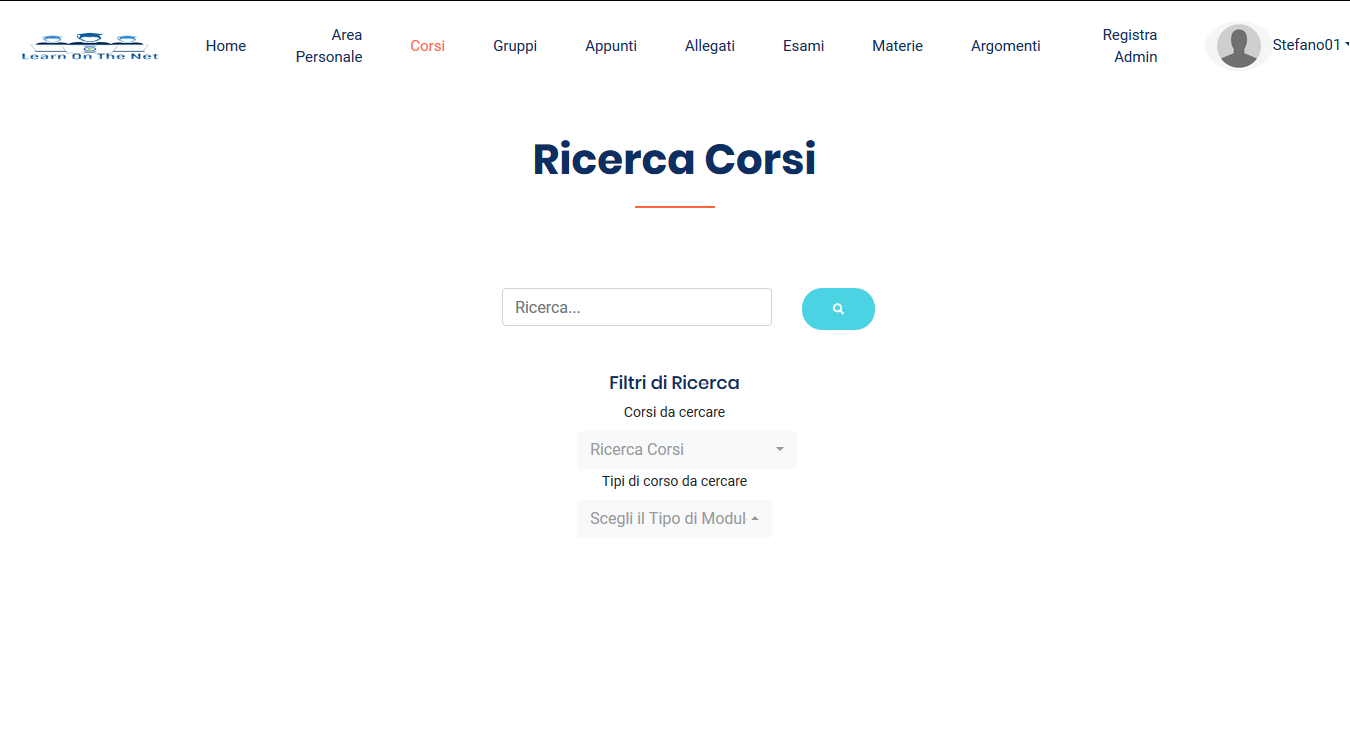 Learn On The Net
Home
Area
Personale
Corsi
Gruppi
Appunti
Allegati
Esami
Materie
Argomenti
Registra
Admin
Stefano01
Ricerca Corsi
Ricerca...
Filtri di Ricerca
Corsi da cercare
Ricerca Corsi
Tipi di corso da cercare
Scegli il Tipo di Modul